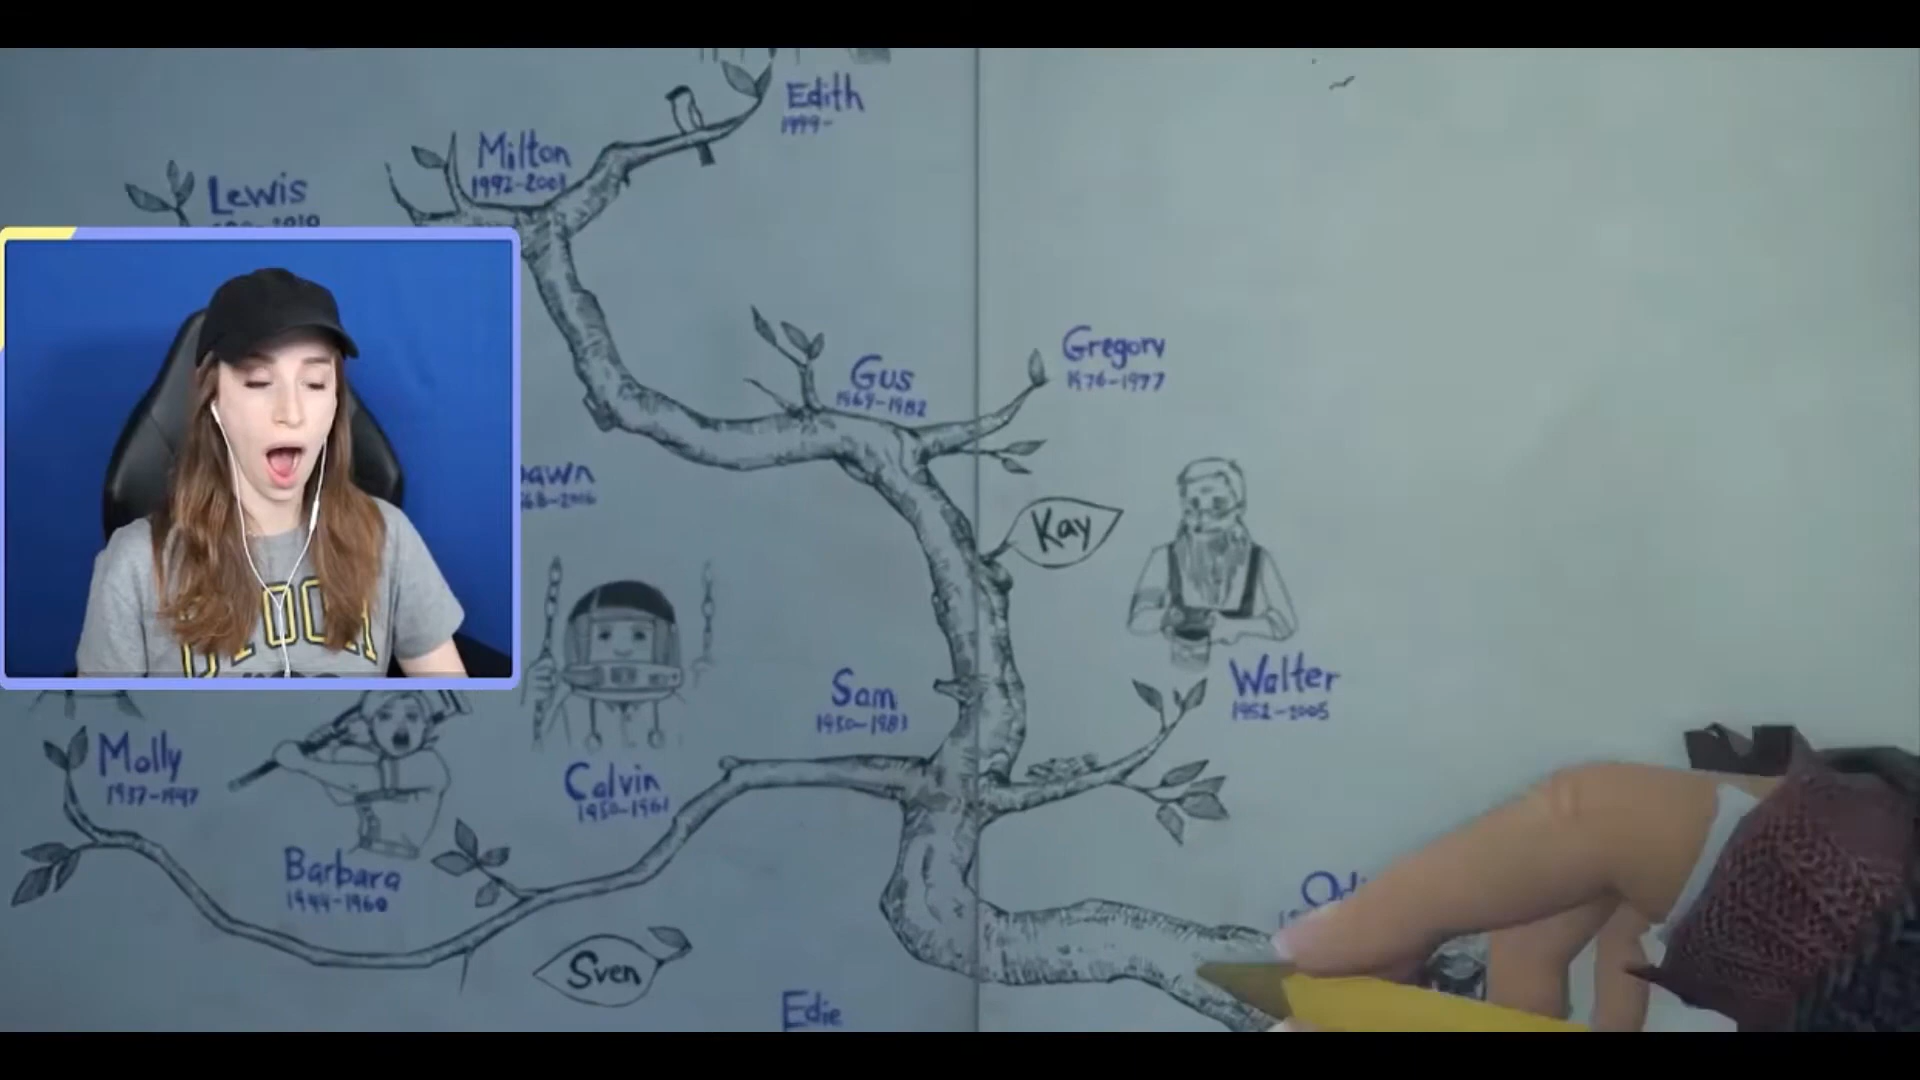 Edith
1999-
Milton
1992-2001
Lewis
Gregory
1976-1977
Gus
1969-1982
Kay
Walter
1952-2005
Sam
1950-1983
Molly
1937-1947
Calvin
1950-1961
Barbara
1944-1960
Sven
Edie